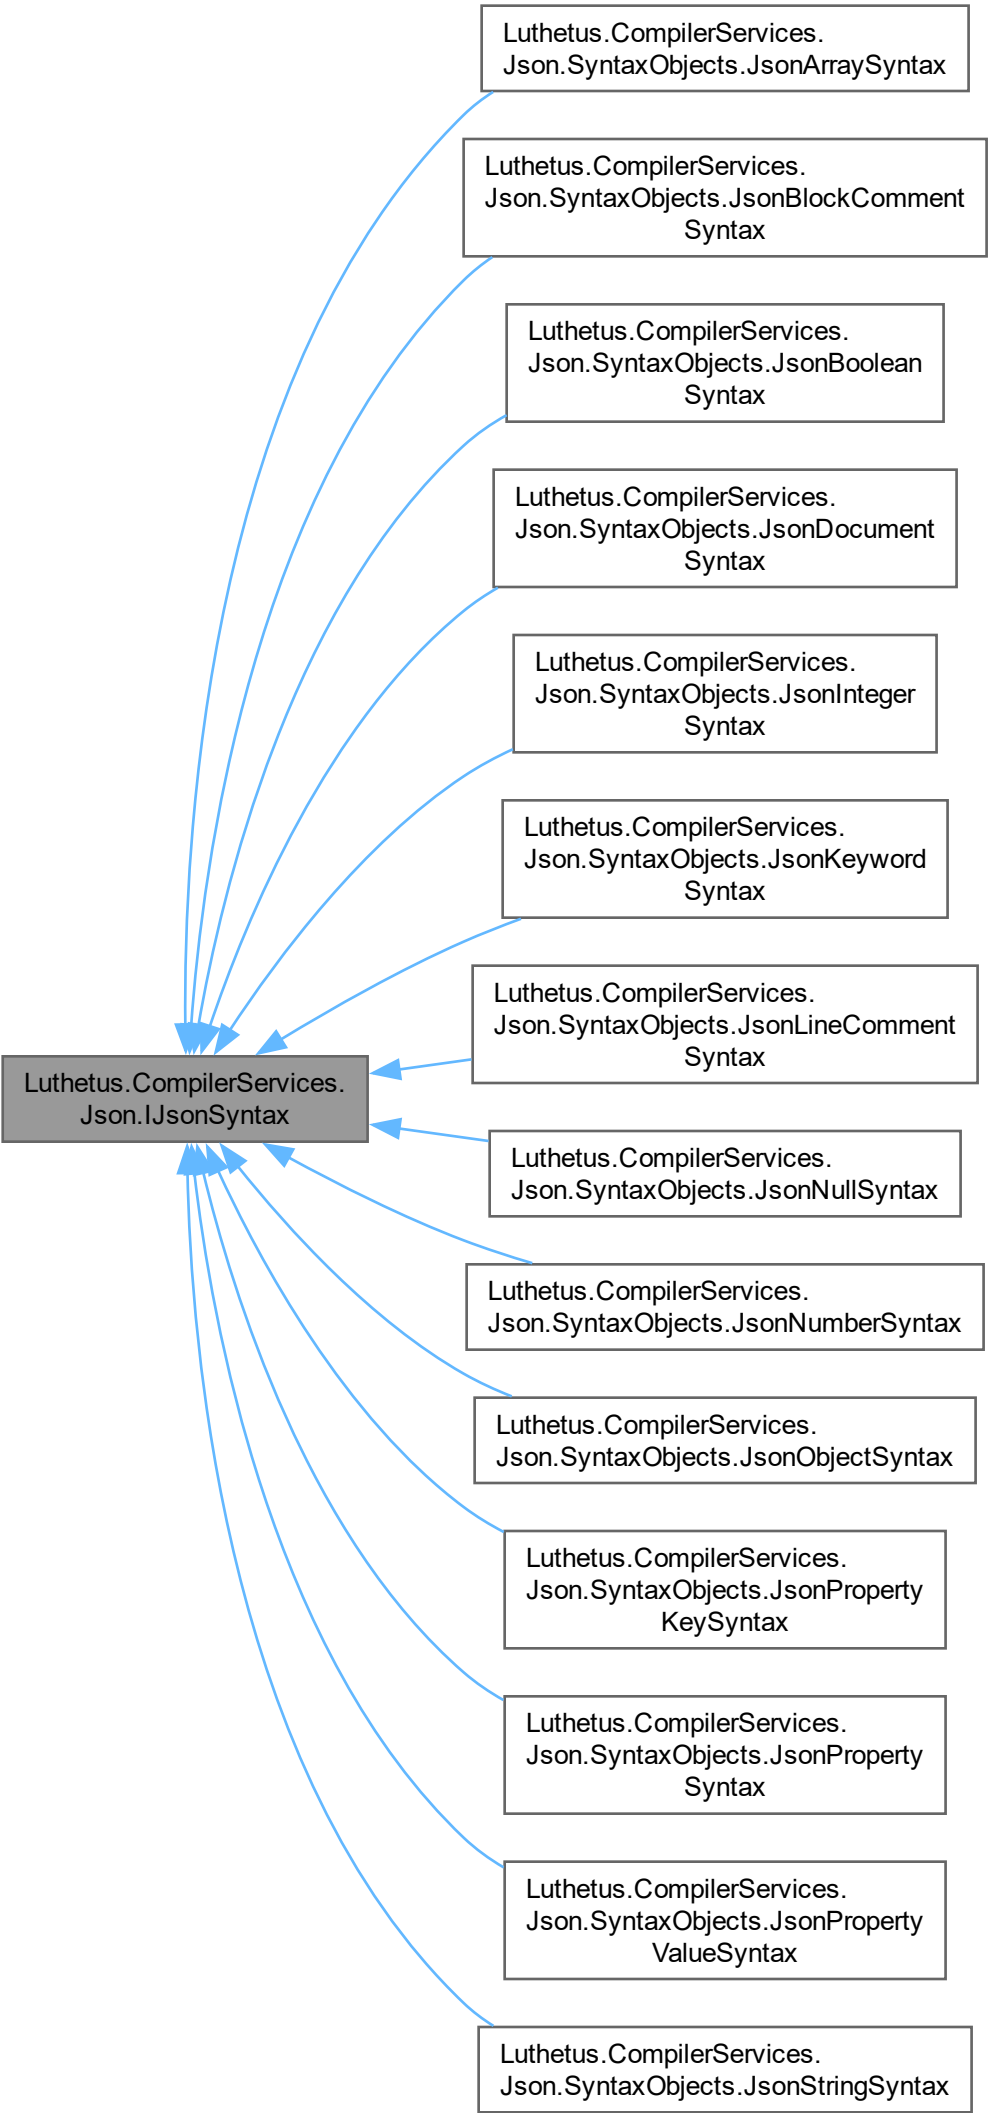 Luthetus.CompilerServices.
Json.SyntaxObjects.JsonArraySyntax
Luthetus.CompilerServices.
Json.SyntaxObjects.JsonBlockComment
Syntax
Luthetus.CompilerServices.
Json.SyntaxObjects.JsonBoolean
Syntax
Luthetus.CompilerServices.
Json.SyntaxObjects.JsonDocument
Syntax
Luthetus.CompilerServices.
Json.SyntaxObjects.JsonInteger
Syntax
Luthetus.CompilerServices.
Json.SyntaxObjects.JsonKeyword
Syntax
Luthetus.CompilerServices.
Json.SyntaxObjects.JsonLineComment
Syntax
Luthetus.CompilerServices.
Json.IJsonSyntax
Luthetus.CompilerServices.
Json.SyntaxObjects.JsonNullSyntax
Luthetus.CompilerServices.
Json.SyntaxObjects.JsonNumberSyntax
Luthetus.CompilerServices.
Json.SyntaxObjects.JsonObjectSyntax
Luthetus.CompilerServices.
Json.SyntaxObjects.JsonProperty
KeySyntax
Luthetus.CompilerServices.
Json.SyntaxObjects.JsonProperty
Syntax
Luthetus.CompilerServices.
Json.SyntaxObjects.JsonProperty
ValueSyntax
Luthetus.CompilerServices.
Json.SyntaxObjects.JsonStringSyntax